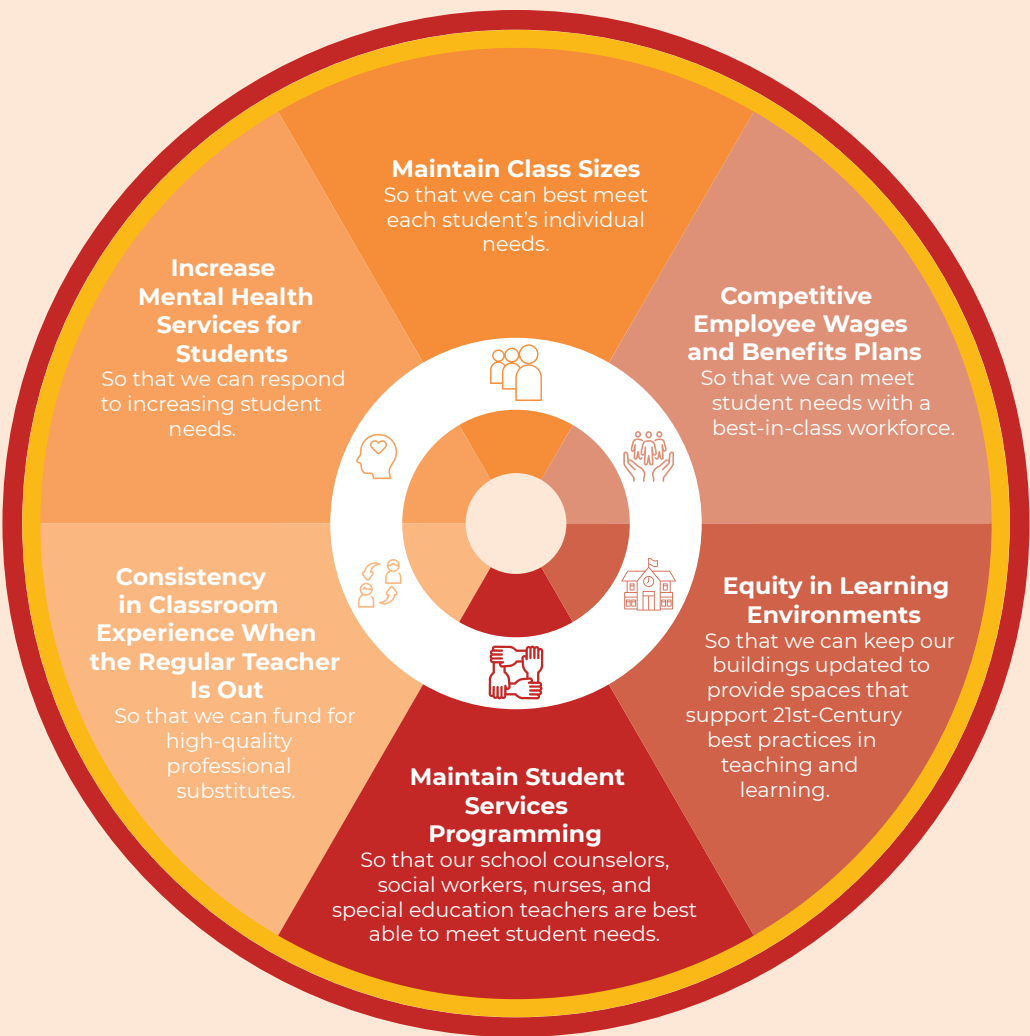 Maintain Class Sizes
So that we can best meet
each student’s individual
needs.
Competitive
Employee Wages
and Benefits Plans
So that we can meet
student needs with a
best-in-class workforce.
Equity in Learning
Environments
So that we can keep our
buildings updated to
provide spaces that
support 21st-Century
best practices in
teaching and
learning.
Maintain Student
Services
Programming
So that our school counselors,
social workers, nurses, and
special education teachers are best
able to meet student needs.
Consistency
in Classroom
Experience When
the Regular Teacher
Is Out
So that we can fund for
high-quality
professional
substitutes.
Increase
Mental Health
Services for
Students
So that we can respond
to increasing student
needs.